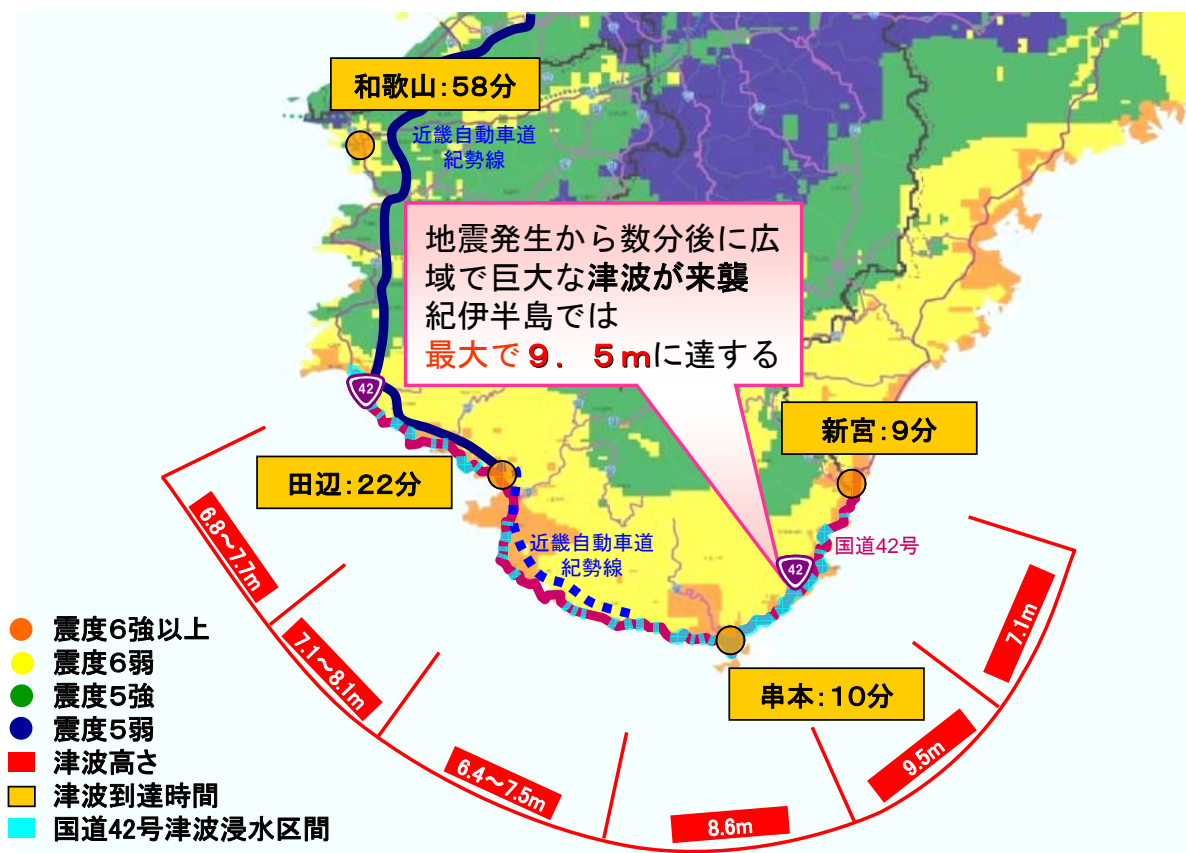 和歌山：58分
近畿自動車道
紀勢線
地震発生から数分後に広
域で巨大な津波が来襲
紀伊半島では
最大で９．５ｍに達する
42
新宮：9分
田辺：22分
国道42号
近畿自動車道
紀勢線
42
串本：10分
6.8～7.7m
7.1～8.1m
6.4～7.5m
8.6m
9.5m
7.1m
震度6強以上
震度6弱
震度5強
震度5弱
津波高さ
津波到達時間
国道42号津波浸水区間